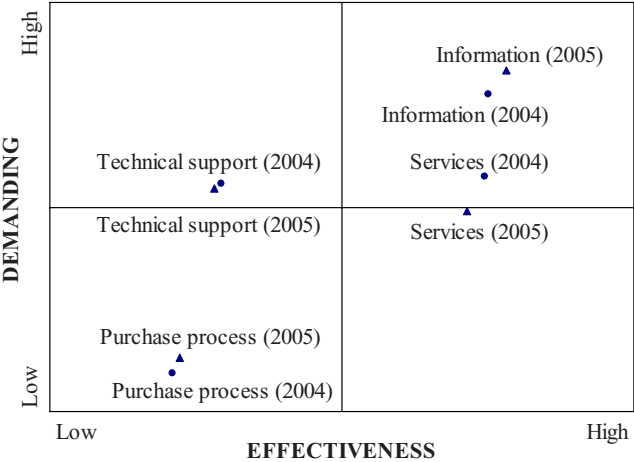 High
Information (2005)
Information (2004)
Technical support (2004)
Services (2004)
DEMANDING
Technical support (2005)
Services (2005)
Purchase process (2005)
Purchase process (2004)
Low
Low
High
EFFECTIVENESS